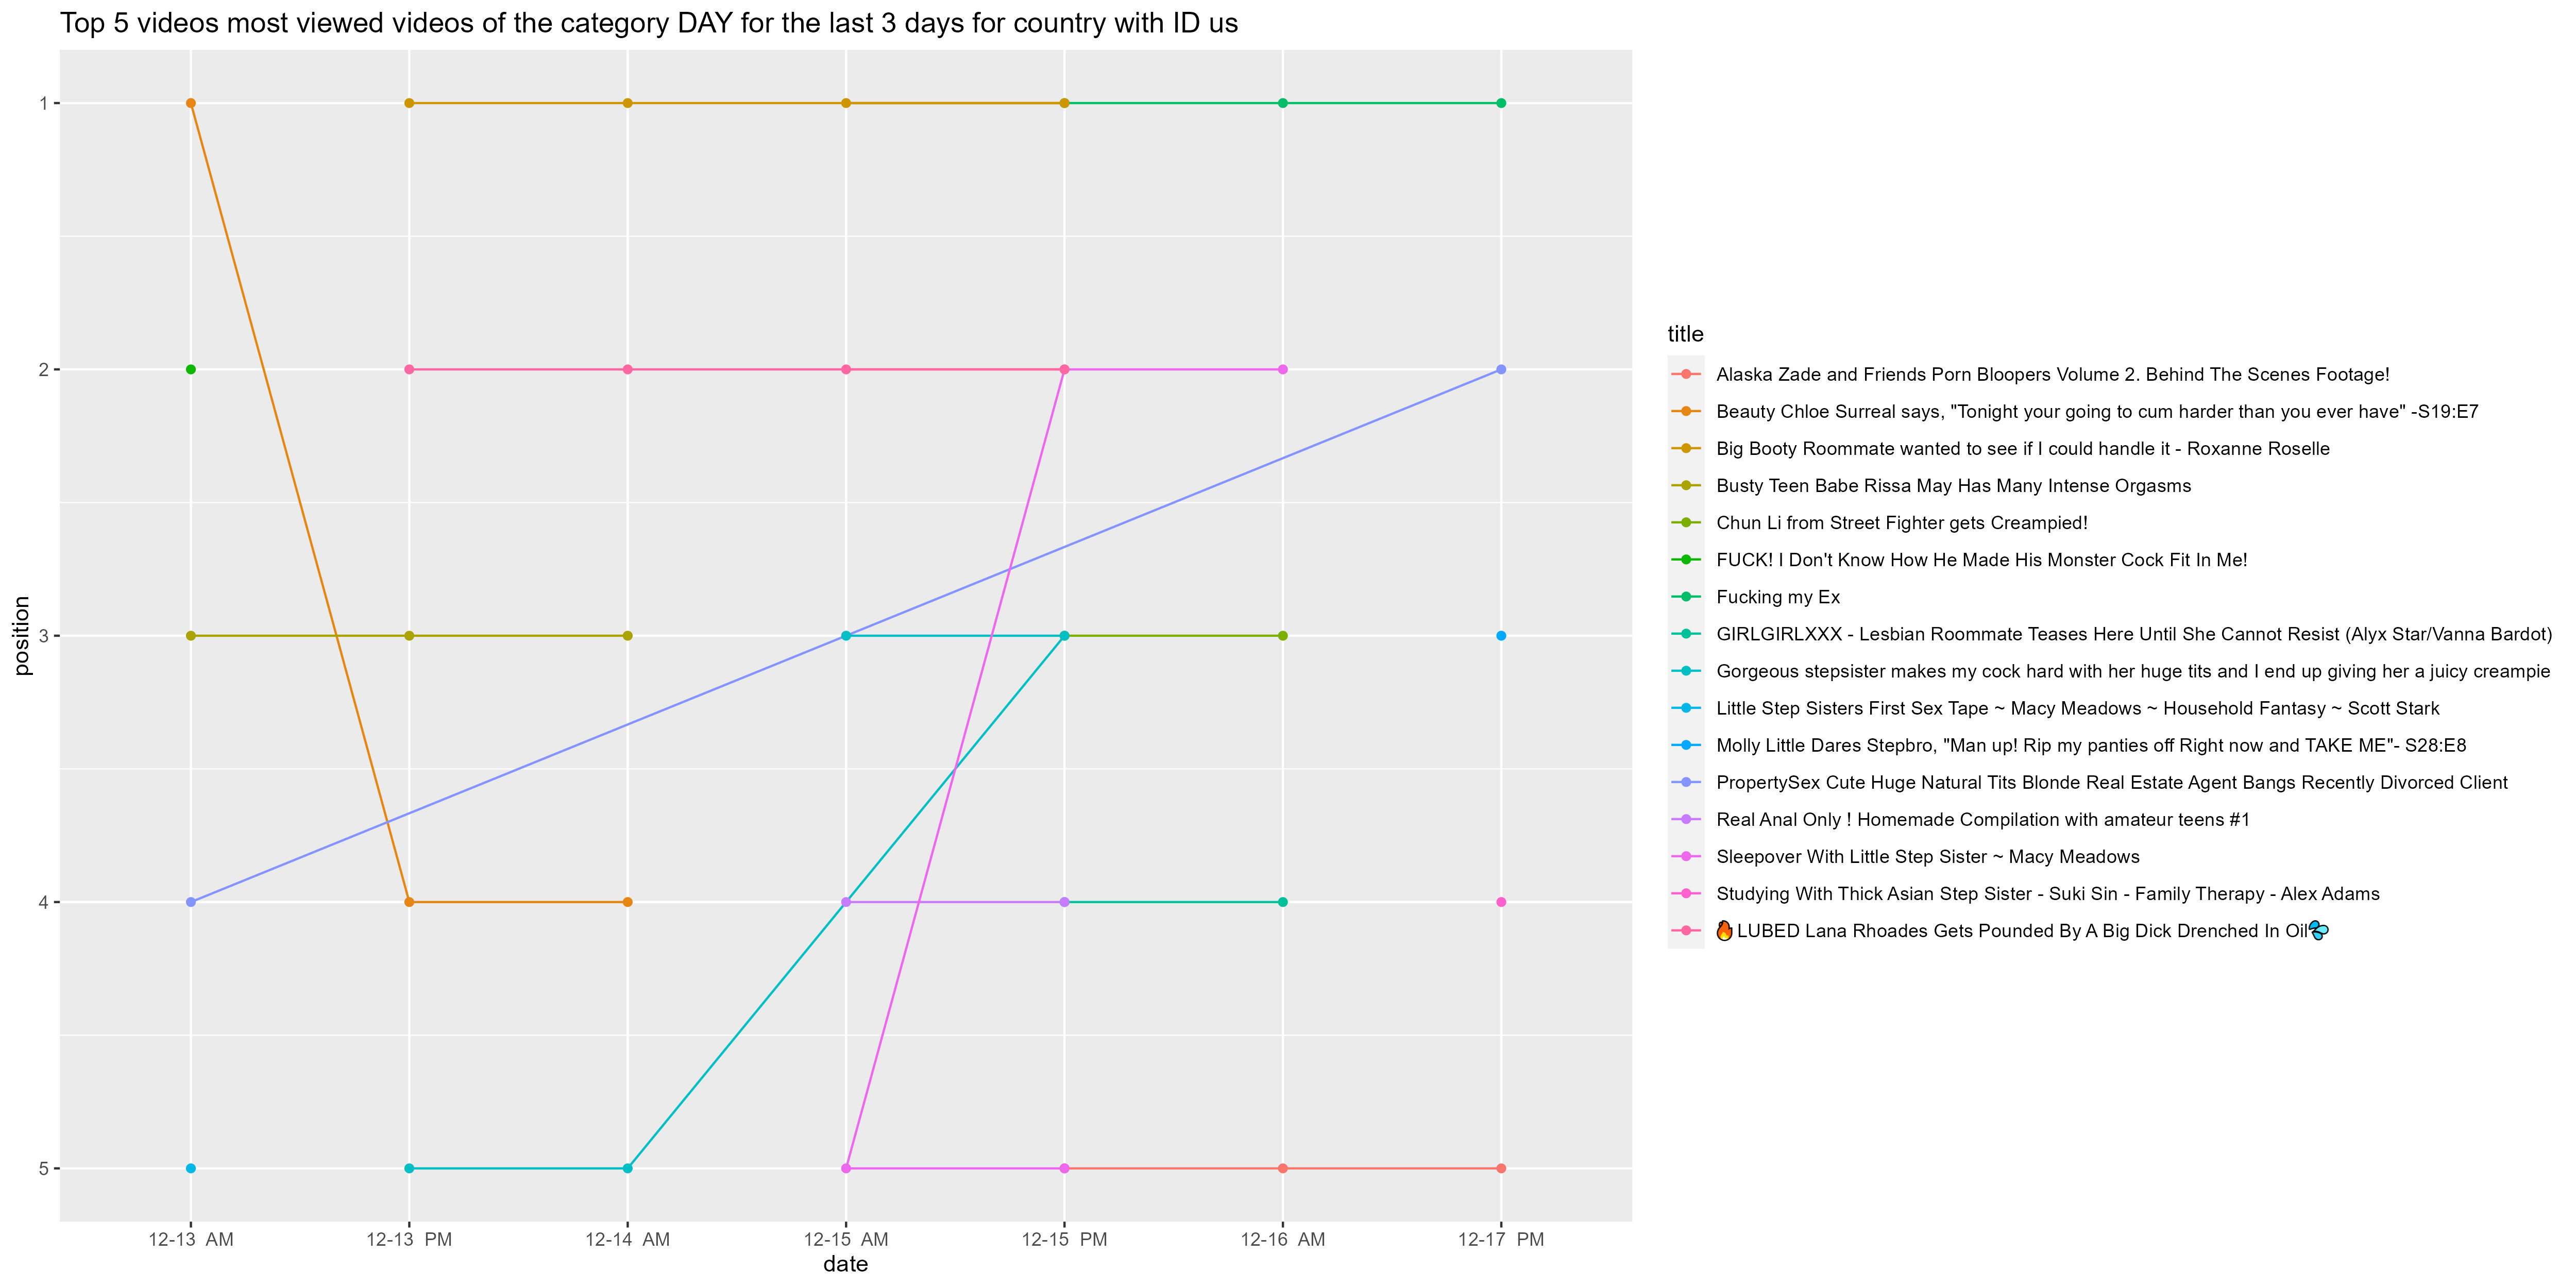 Top 5 videos most viewed videos of the category DAY for the last 3 days for country with ID us
position
1
2
3
4
5
12-13 AM
12-13 PM
12-14 AM
12-15 AM
12-15 PM
12-16 AM
12-17 PM
date
title
Alaska Zade and Friends Porn Bloopers Volume 2. Behind The Scenes Footage!
Beauty Chloe Surreal says, "Tonight your going to cum harder than you ever have" -S19:E7
Big Booty Roommate wanted to see if I could handle it - Roxanne Roselle
Busty Teen Babe Rissa May Has Many Intense Orgasms
Chun Li from Street Fighter gets Creampied!
FUCK! I Don't Know How He Made His Monster Cock Fit In Me!
Fucking my Ex
GIRLGIRLXXX - Lesbian Roommate Teases Here Until She Cannot Resist (Alyx Star/Vanna Bardot)
Gorgeous stepsister makes my cock hard with her huge tits and I end up giving her a juicy creampie
Little Step Sisters First Sex Tape ~ Macy Meadows ~ Household Fantasy ~ Scott Stark
Molly Little Dares Stepbro, "Man up! Rip my panties off Right now and TAKE ME"- S28:E8
PropertySex Cute Huge Natural Tits Blonde Real Estate Agent Bangs Recently Divorced Client
Real Anal Only ! Homemade Compilation with amateur teens #1
Sleepover With Little Step Sister ~ Macy Meadows
Studying With Thick Asian Step Sister - Suki Sin - Family Therapy - Alex Adams
🔥LUBED Lana Rhoades Gets Pounded By A Big Dick Drenched In Oil💦